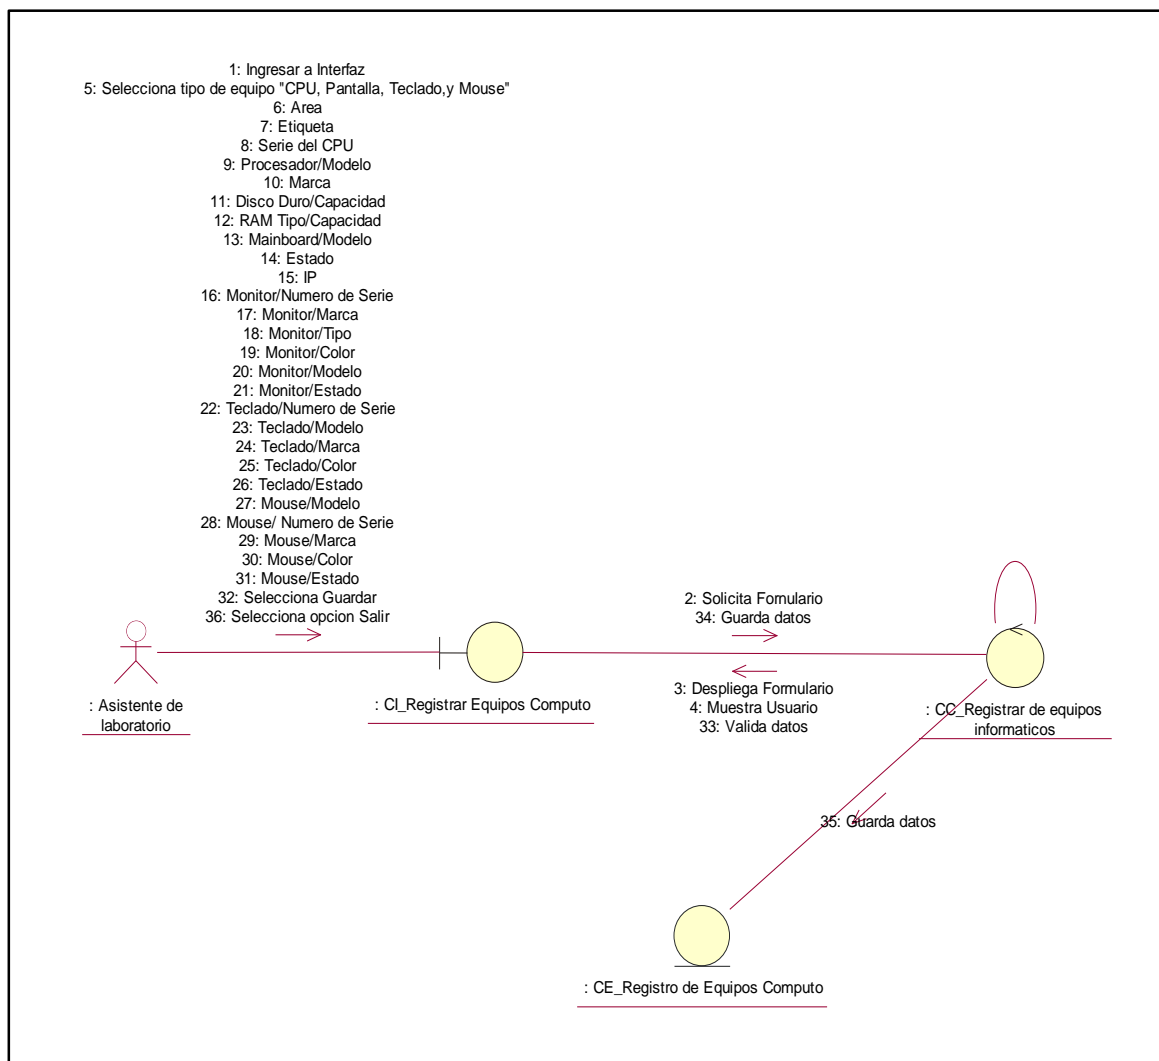 1: Ingresar a Interfaz
5: Selecciona tipo de equipo "CPU, Pantalla, Teclado,y Mouse"
6: Area
7: Etiqueta
8: Serie del CPU
9: Procesador/Modelo
10: Marca
11: Disco Duro/Capacidad
12: RAM Tipo/Capacidad
13: Mainboard/Modelo
14: Estado
15: IP
16: Monitor/Numero de Serie
17: Monitor/Marca
18: Monitor/Tipo
19: Monitor/Color
20: Monitor/Modelo
21: Monitor/Estado
22: Teclado/Numero de Serie
23: Teclado/Modelo
24: Teclado/Marca
25: Teclado/Color
26: Teclado/Estado
27: Mouse/Modelo
28: Mouse/ Numero de Serie
29: Mouse/Marca
30: Mouse/Color
31: Mouse/Estado
32: Selecciona Guardar
36: Selecciona opcion Salir
2: Solicita Formulario
34: Guarda datos
3: Despliega Formulario
4: Muestra Usuario
33: Valida datos
: Asistente de
laboratorio
: CI_Registrar Equipos Computo
: CC_Registrar de equipos
informaticos
35: Guarda datos
: CE_Registro de Equipos Computo